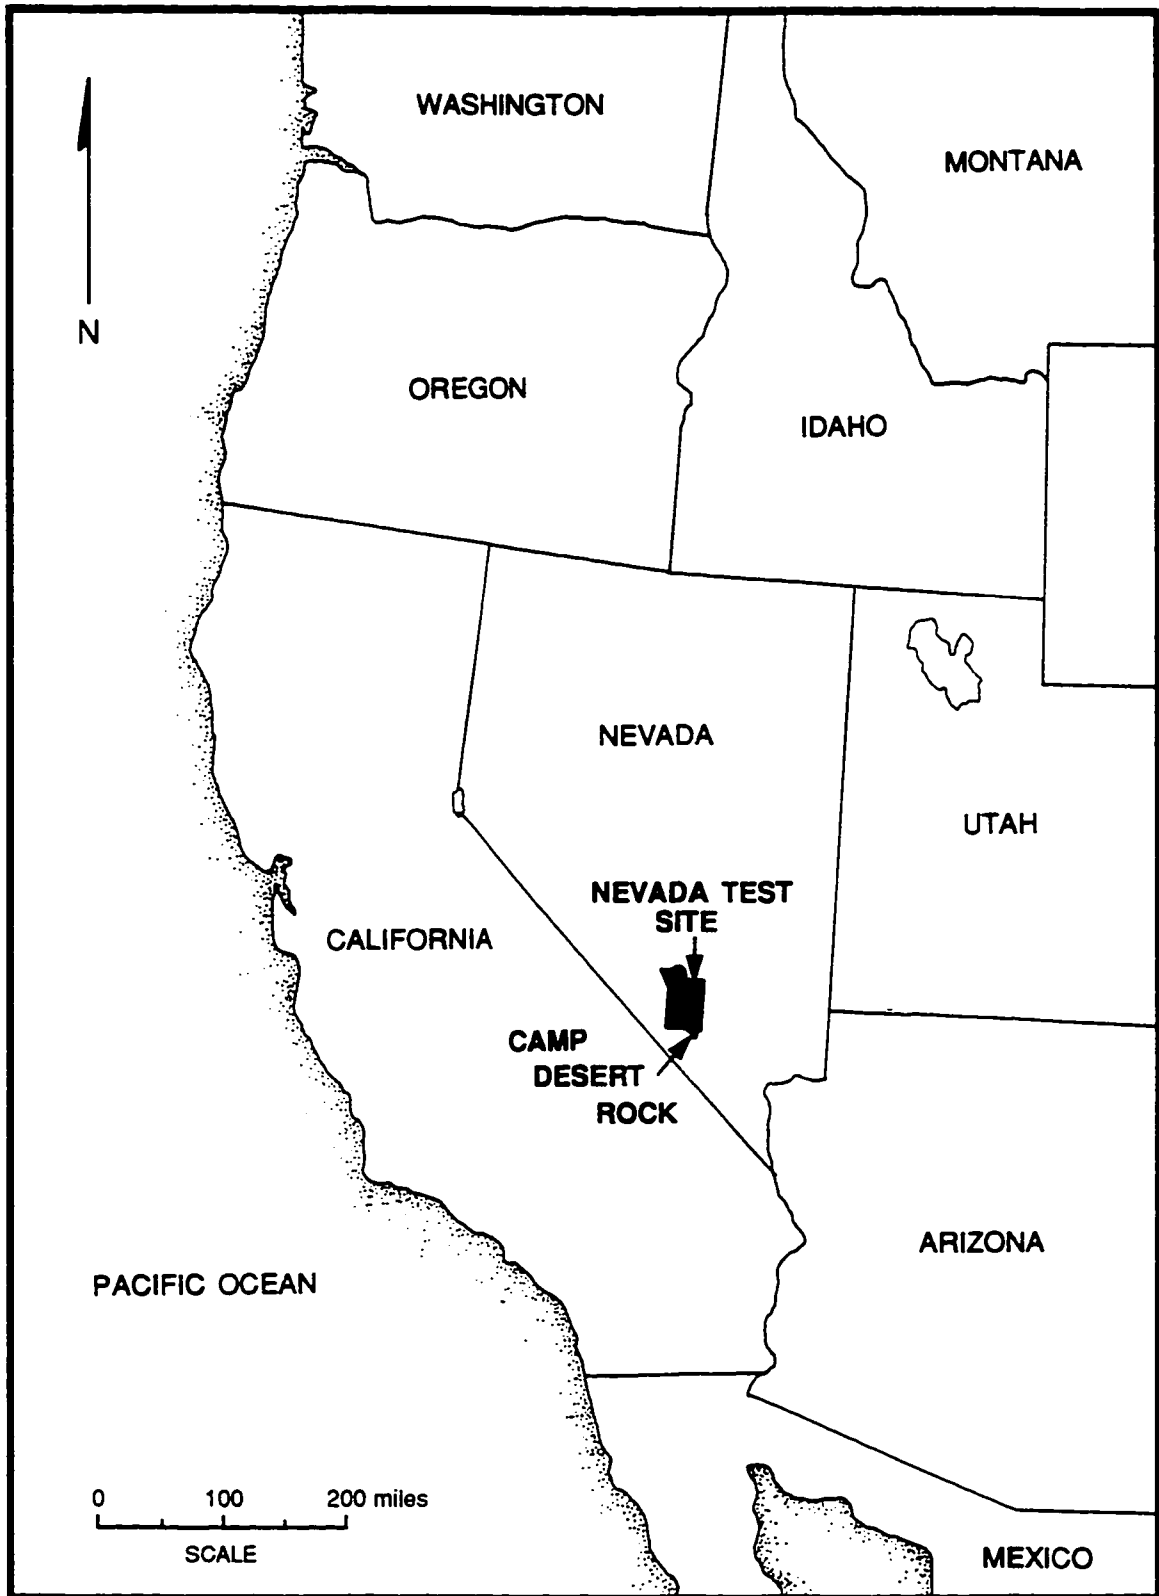 WASHINGTON
MONTANA
N
OREGON
IDAHO
NEVADA
UTAH
NEVADA TEST
SITE
CALIFORNIA
CAMP
DESERT
ROCK
ARIZONA
PACIFIC OCEAN
0 100 200 miles
SCALE
MEXICO